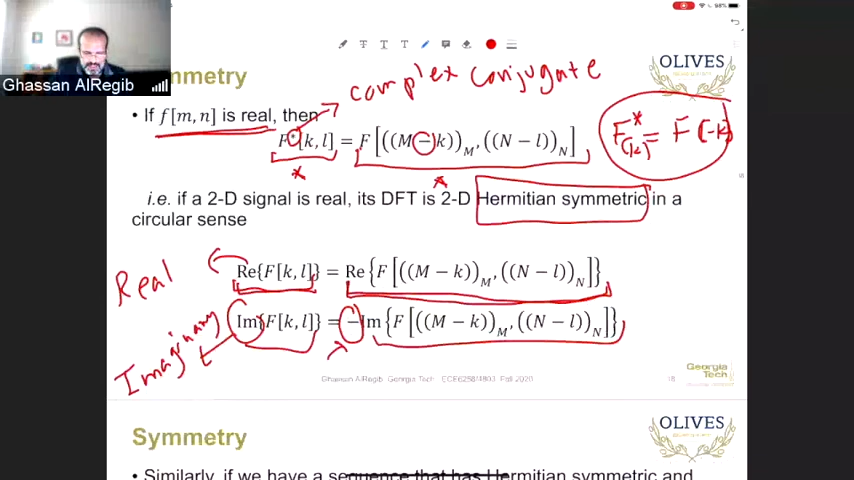 98%
T T T
Ghassan AlRegib
mmetry
OLIVES
complex conjugate
• If f[m, n] is real, then
F*[k, l] = F[((M − k))_M, ((N − l))_N]
F*(k) = F(-k)
i.e. if a 2-D signal is real, its DFT is 2-D Hermitian symmetric in a
circular sense
Real
Re{F[k, l]} = Re{F[((M − k))_M, ((N − l))_N]}
Imaginary
Im{F[k, l]} = −Im{F[((M − k))_M, ((N − l))_N]}
Ghassan AlRegib, Georgia Tech, ECE6258/4803, Fall 2020
18
Georgia
Tech
Symmetry
OLIVES
• Similarly, if we have a sequence that has Hermitian symmetric and